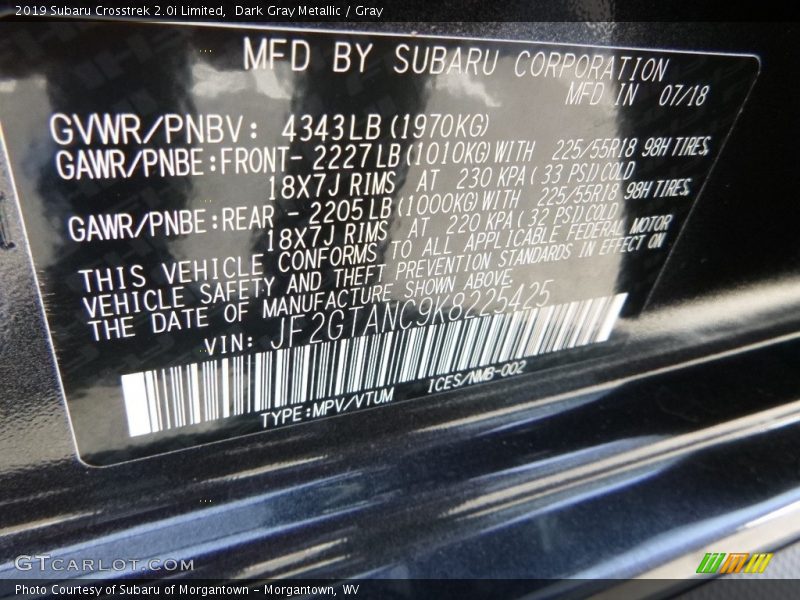 2019 Subaru Crosstrek 2.0i Limited,  Dark Gray Metallic / Gray
MFD BY SUBARU CORPORATION
MFD IN 07/18
GVWR/PNBV: 4343LB(1970KG)
GAWR/PNBE:FRONT- 2227LB(1010KG)WITH 225/55R18 98H TIRES,
18X7J RIMS AT 230 KPA( 33 PSI)COLD
GAWR/PNBE:REAR - 2205LB(1000KG)WITH 225/55R18 98H TIRES,
18X7J RIMS AT 220 KPA( 32 PSI)COLD
THIS VEHICLE CONFORMS TO ALL APPLICABLE FEDERAL MOTOR
VEHICLE SAFETY AND THEFT PREVENTION STANDARDS IN EFFECT ON
THE DATE OF MANUFACTURE SHOWN ABOVE.
VIN: JF2GTANC9K8225425
TYPE:MPV/VTUM ICES/NMB-002
GTCARLOT.COM
Photo Courtesy of Subaru of Morgantown - Morgantown, WV